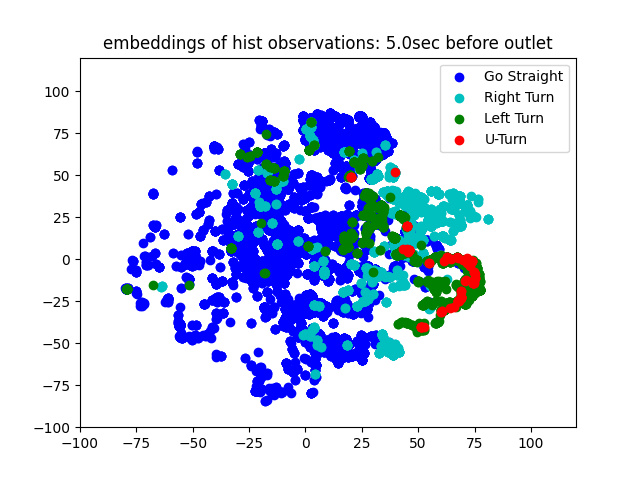 embeddings of hist observations: 5.0sec before outlet
Go Straight
Right Turn
Left Turn
U-Turn
100
75
50
25
0
−25
−50
−75
−100
−100 −75 −50 −25 0 25 50 75 100